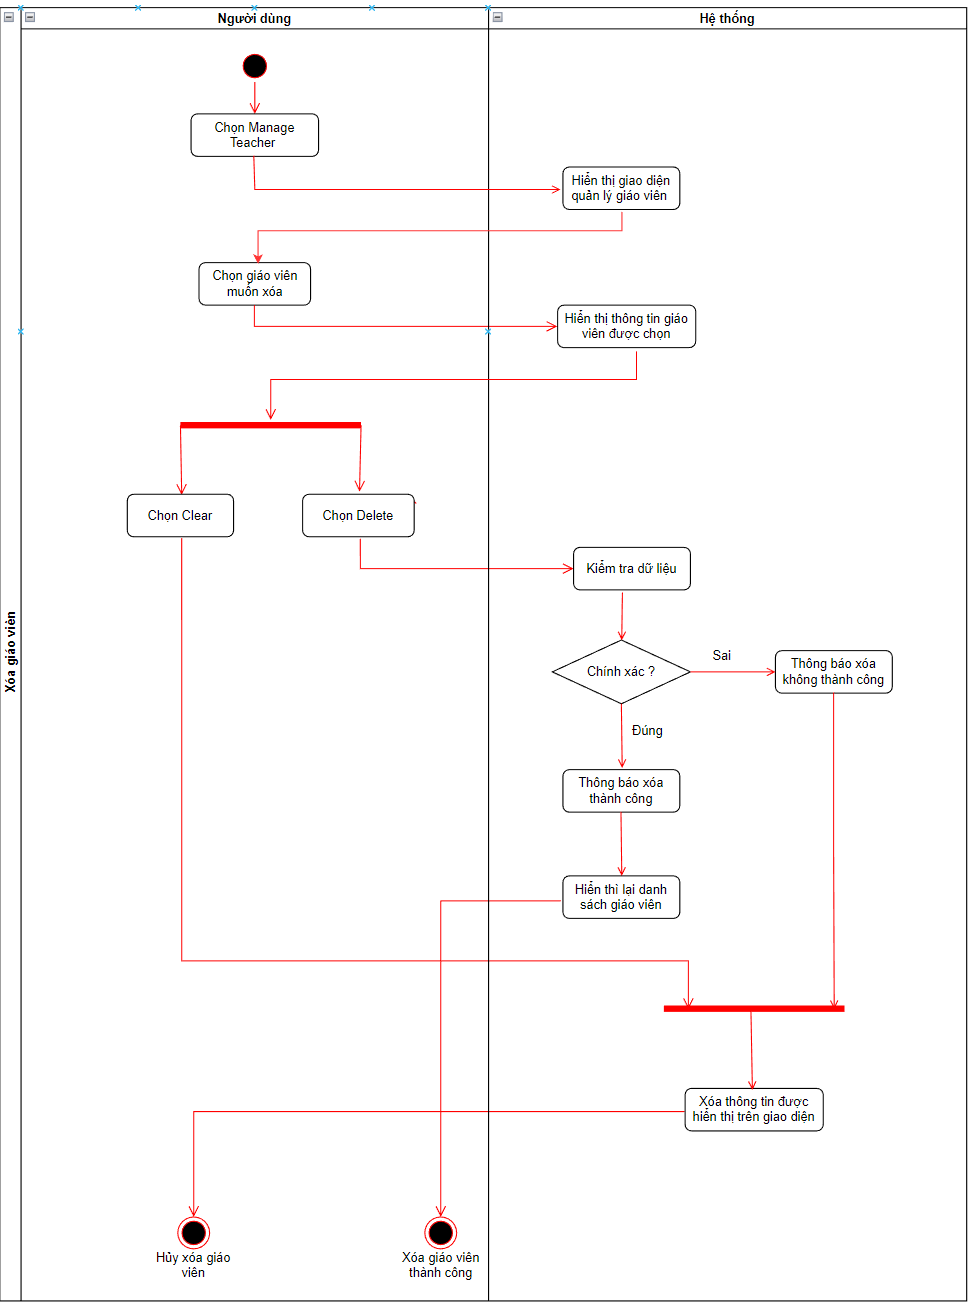 Người dùng
Hệ thống
Chọn Manage
Teacher
Hiển thị giao diện
quản lý giáo viên
Chọn giáo viên
muốn xóa
Hiển thị thông tin giáo
viên được chọn
Chọn Clear
Chọn Delete
Kiểm tra dữ liệu
Xóa giáo viên
Chính xác ?
Sai
Thông báo xóa
không thành công
Đúng
Thông báo xóa
thành công
Hiển thì lại danh
sách giáo viên
Xóa thông tin được
hiển thị trên giao diện
Hủy xóa giáo
viên
Xóa giáo viên
thành công